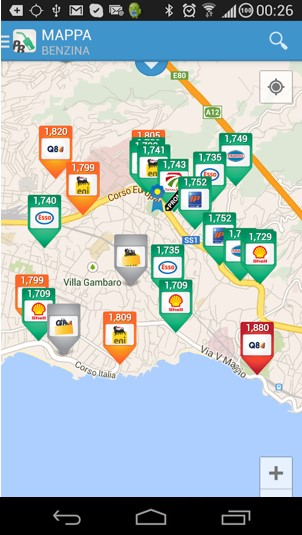 00:26
MAPPA
BENZINA
E80
A12
1,820
Q8
1,805
1,749
1,741
1,799
eni
1,743
1,735
1,752
IP
1,740
Esso
Corso Europa
1,752
SS1
1,735
Esso
1,729
Shell
Villa Gambaro
1,799
1,709
Shell
1,709
Shell
1,809
eni
1,880
Q8
Via V Maggio
Corso Italia